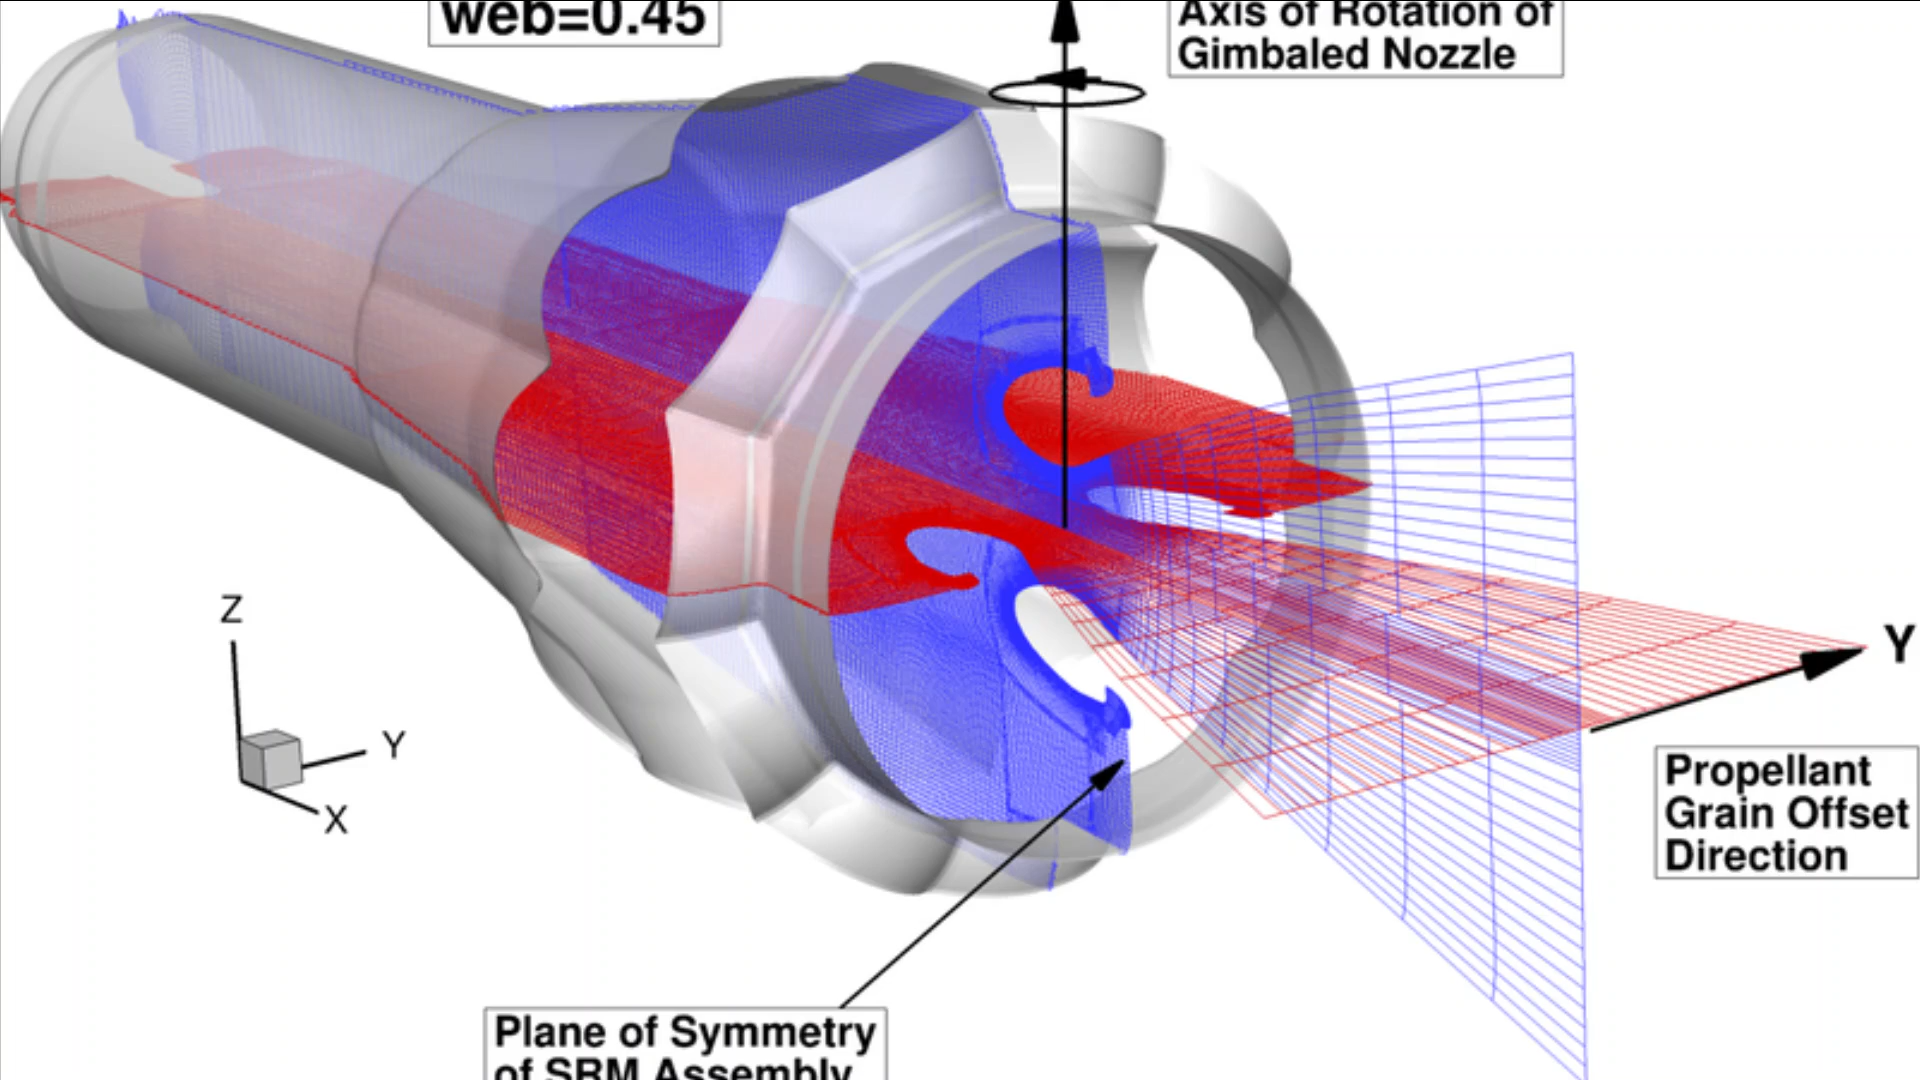 web=0.45
Axis of Rotation of
Gimbaled Nozzle
Z
Y
X
Y
Propellant
Grain Offset
Direction
Plane of Symmetry
of SRM Assembly